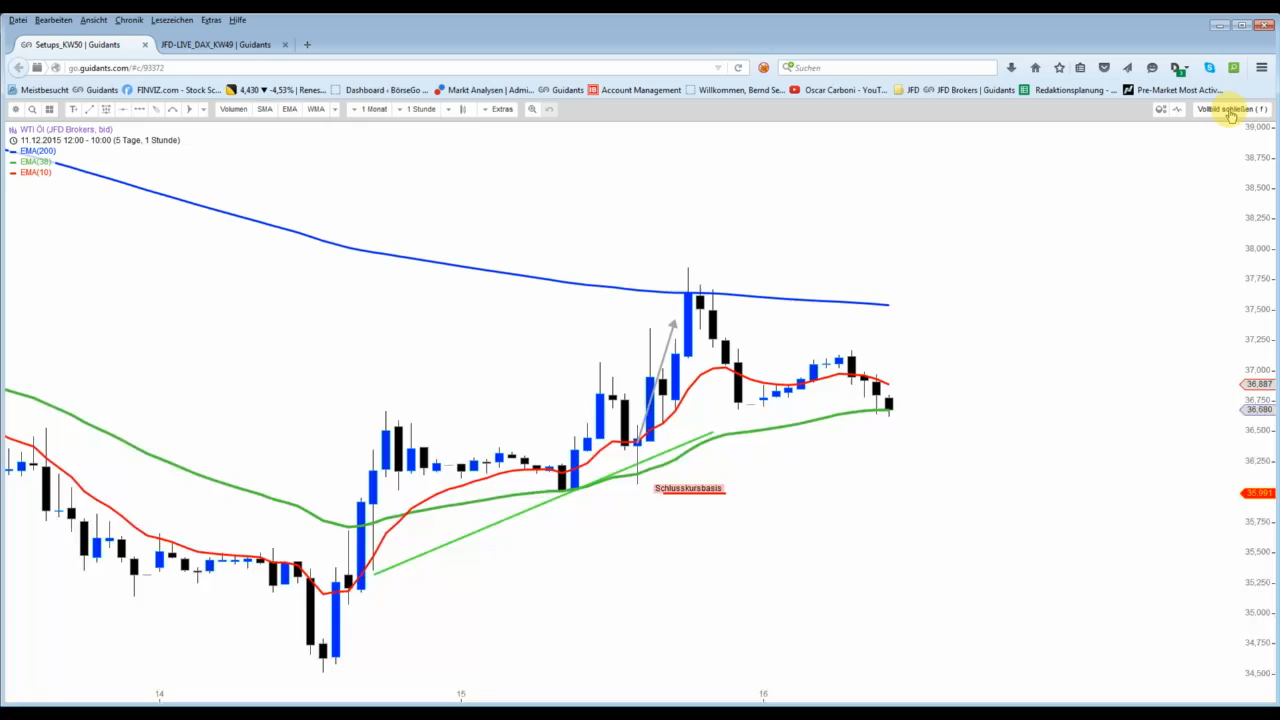 Datei Bearbeiten Ansicht Chronik Lesezeichen Extras Hilfe
Setups_KW50 | Guidants JFD-LIVE_DAX_KW49 | Guidants
go.guidants.com/#c/93372 Suchen
Meistbesucht Guidants FINVIZ.com - Stock Sc... 4,430 -4,53% | Renes... Dashboard ‹ BörseGo ... Markt Analysen | Admi... Guidants Account Management Willkommen, Bernd Se... Oscar Carboni - YouT... JFD JFD Brokers | Guidants Redaktionsplanung - ... Pre-Market Most Activ...
Volumen SMA EMA WMA 1 Monat 1 Stunde Extras Vollbild schließen ( f )
WTI Öl (JFD Brokers, bid)
11.12.2015 12:00 - 10:00 (5 Tage, 1 Stunde)
EMA(200)
EMA(38)
EMA(10)
39,000
38,750
38,500
38,250
38,000
37,750
37,500
37,250
37,000
36,887
36,750
36,680
36,500
36,250
Schlusskursbasis
35,991
35,750
35,500
35,250
35,000
34,750
34,500
14 15 16